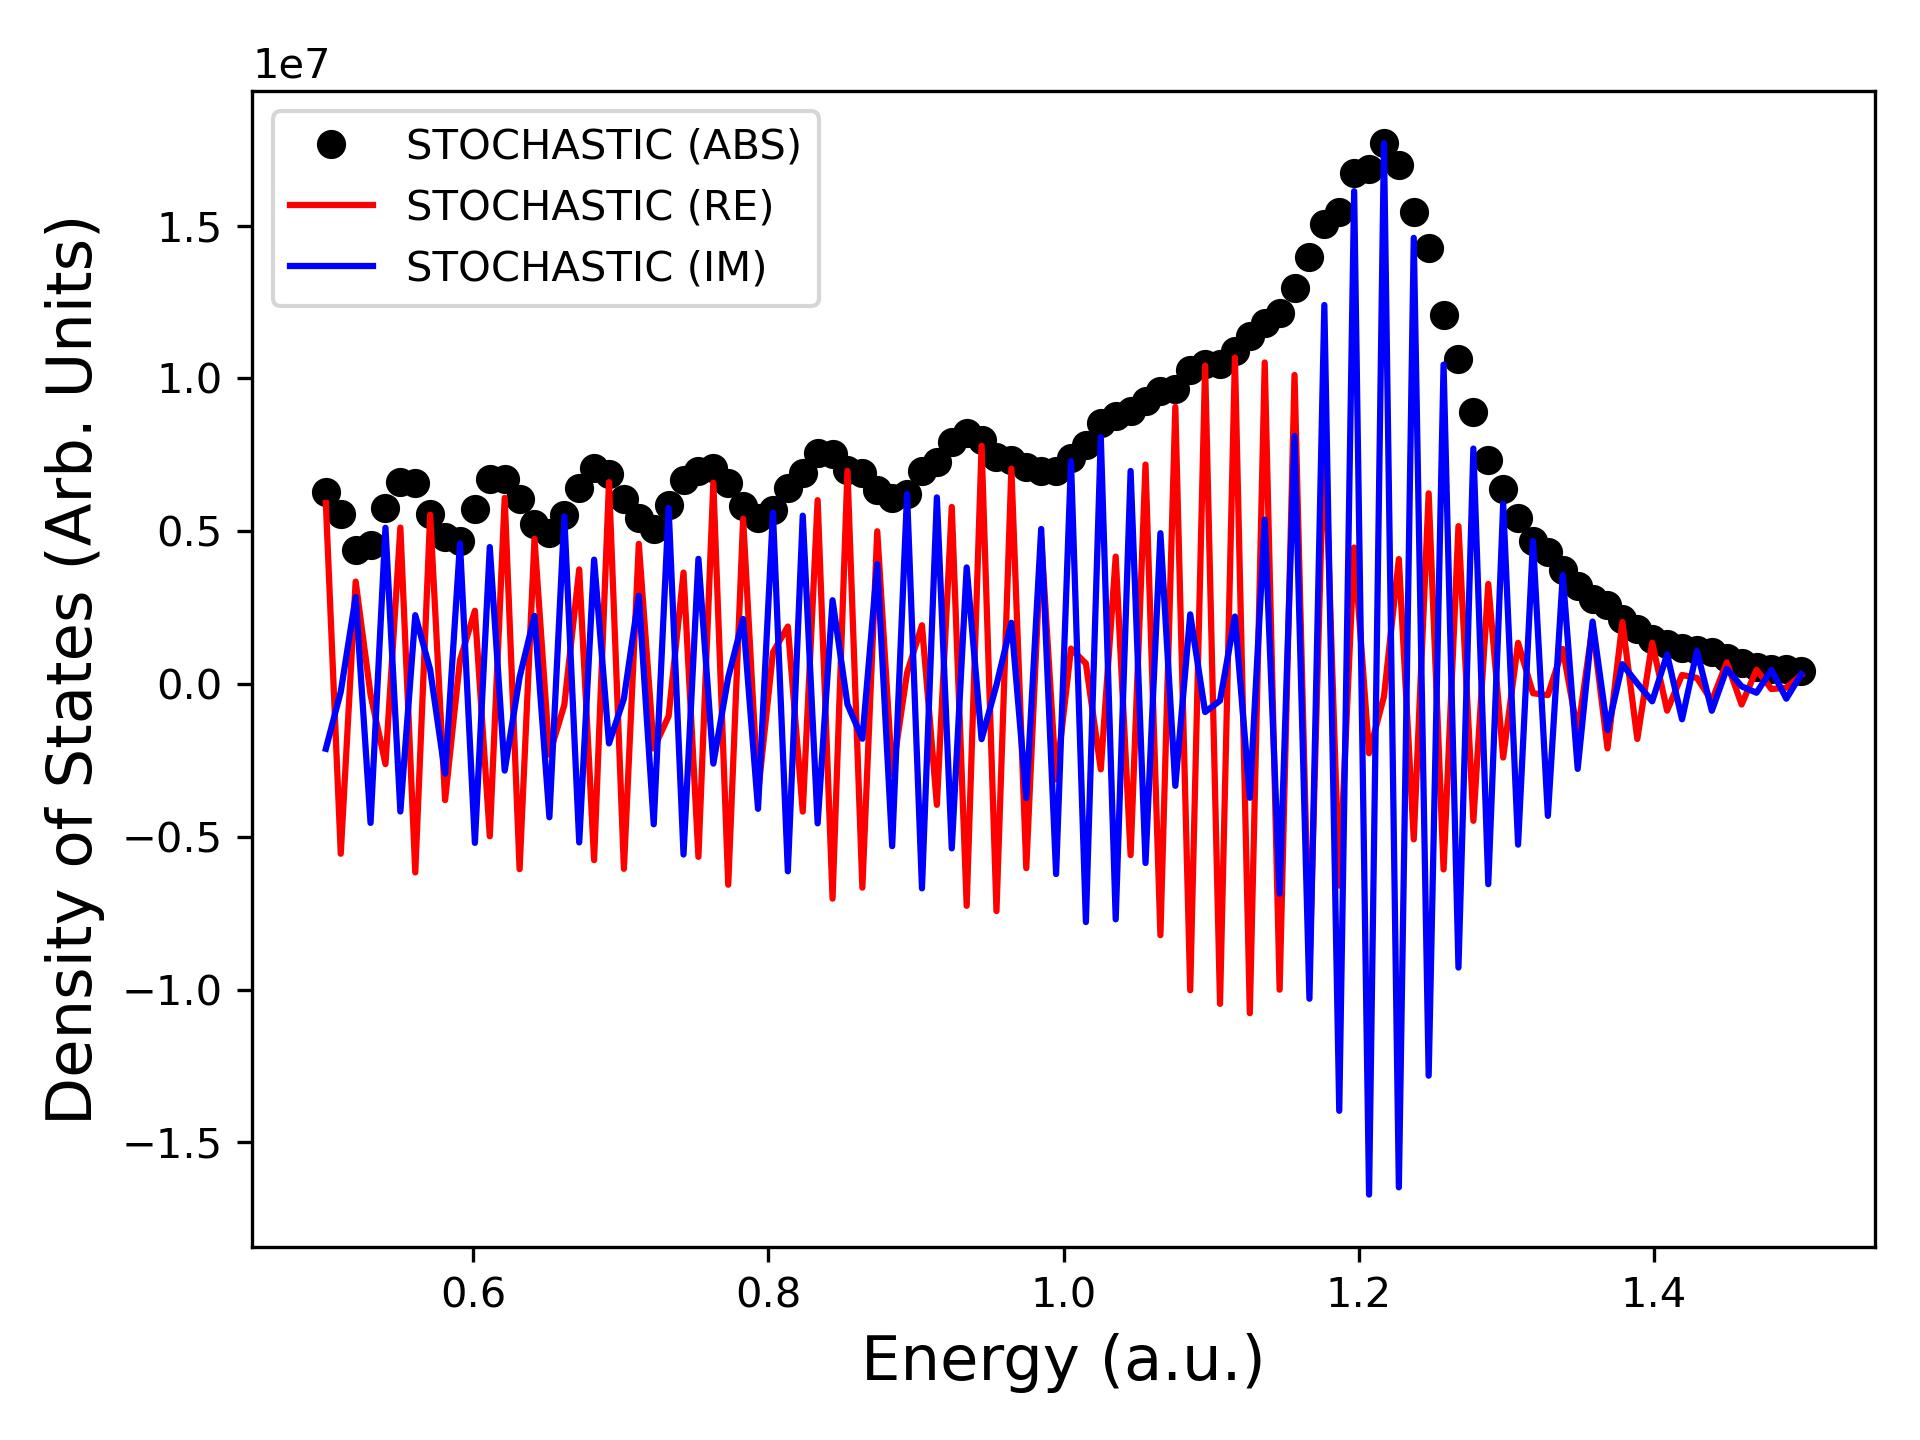 1e7
STOCHASTIC (ABS)
STOCHASTIC (RE)
STOCHASTIC (IM)
Density of States (Arb. Units)
1.5
1.0
0.5
0.0
−0.5
−1.0
−1.5
0.6 0.8 1.0 1.2 1.4
Energy (a.u.)